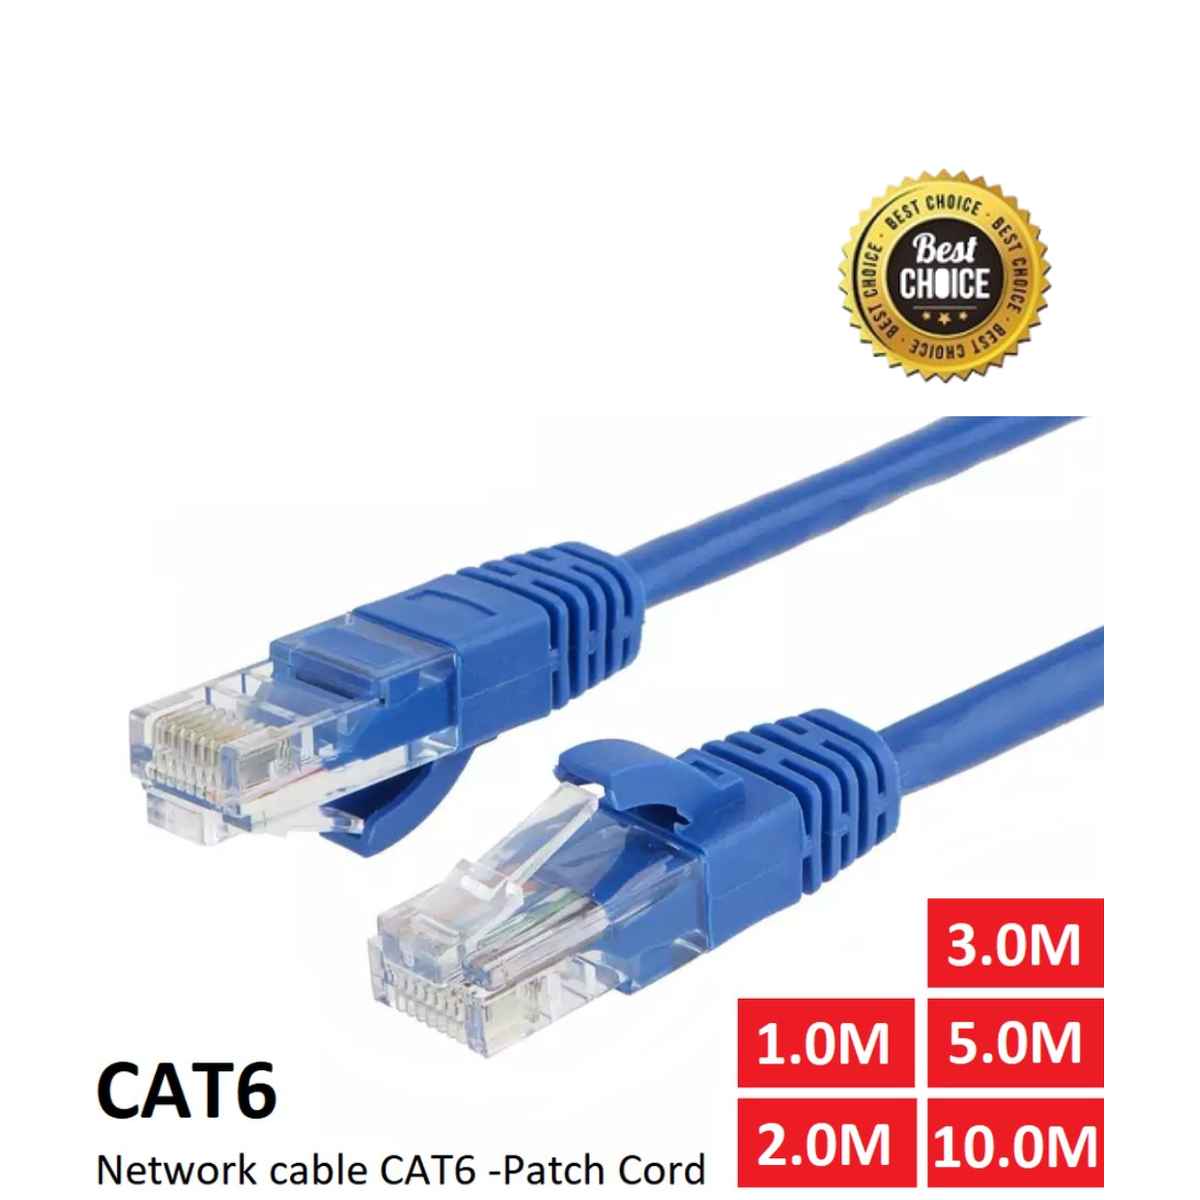 BEST CHOICE · BEST CHOICE · BEST CHOICE · BEST CHOICE ·
Best
CHOICE
3.0M
1.0M
5.0M
2.0M
10.0M
CAT6
Network cable CAT6 -Patch Cord